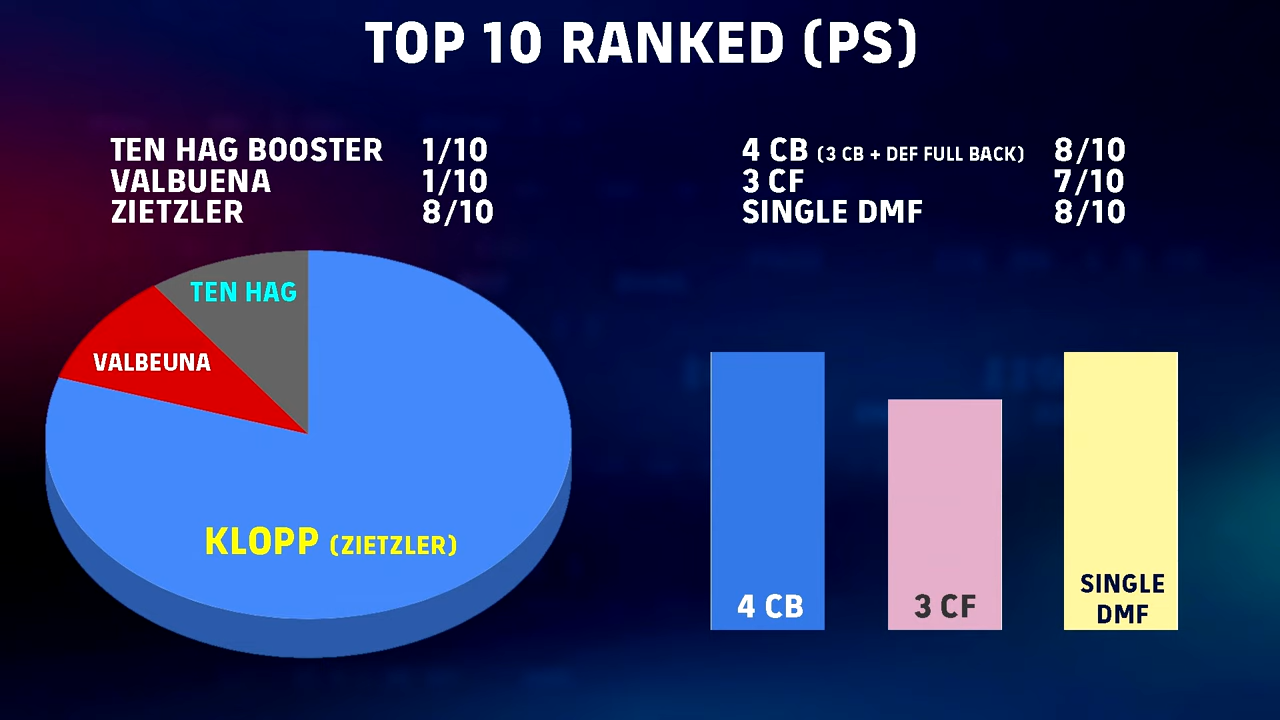 TOP 10 RANKED (PS)
TEN HAG BOOSTER 1/10
VALBUENA 1/10
ZIETZLER 8/10
4 CB (3 CB + DEF FULL BACK) 8/10
3 CF 7/10
SINGLE DMF 8/10
TEN HAG
VALBEUNA
KLOPP (ZIETZLER)
4 CB
3 CF
SINGLE
DMF